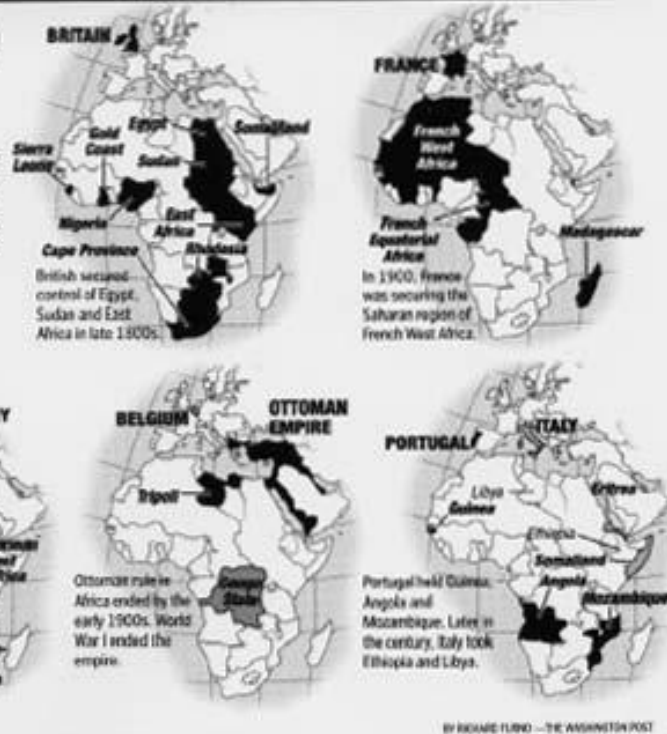 BRITAIN
Egypt
Somaliland
Gold
Coast
Sierra
Leone
Sudan
Nigeria
East
Africa
Rhodesia
Cape Province
British secured
control of Egypt,
Sudan and East
Africa in late 1800s.
FRANCE
French
West
Africa
French
Equatorial
Africa
Madagascar
In 1900, France
was securing the
Saharan region of
French West Africa.
Y
BELGIUM
OTTOMAN
EMPIRE
Tripoli
Congo
State
Ottoman rule in
Africa ended by the
early 1900s. World
War I ended the
empire.
PORTUGAL
ITALY
Libya
Eritrea
Guinea
Ethiopia
Somaliland
Angola
Mozambique
Portugal held Guinea,
Angola and
Mozambique. Later in
the century, Italy took
Ethiopia and Libya.
BY RICHARD FURNO — THE WASHINGTON POST